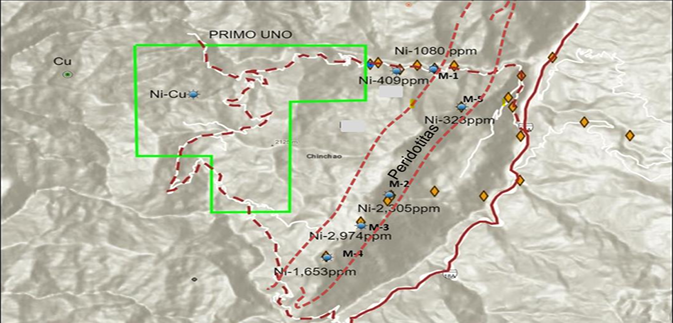 PRIMO UNO
Cu
Ni-1080 ppm
Ni-409ppm
M-1
Ni-Cu
M-5
Ni-323ppm
Chinchao
Peridotitas
M-2
Ni-2,305ppm
M-3
Ni-2,974ppm
M-4
Ni-1,653ppm